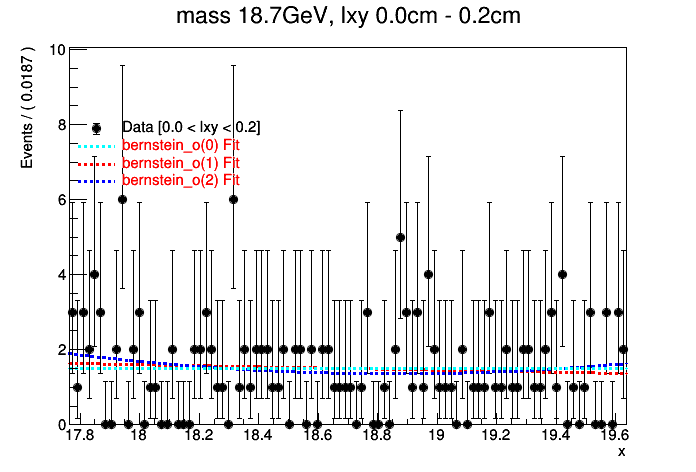 mass 18.7GeV, lxy 0.0cm - 0.2cm
Events / ( 0.0187 )
10
8
6
4
2
0
Data [0.0 < lxy < 0.2]
bernstein_o(0) Fit
bernstein_o(1) Fit
bernstein_o(2) Fit
17.8 18 18.2 18.4 18.6 18.8 19 19.2 19.4 19.6
x